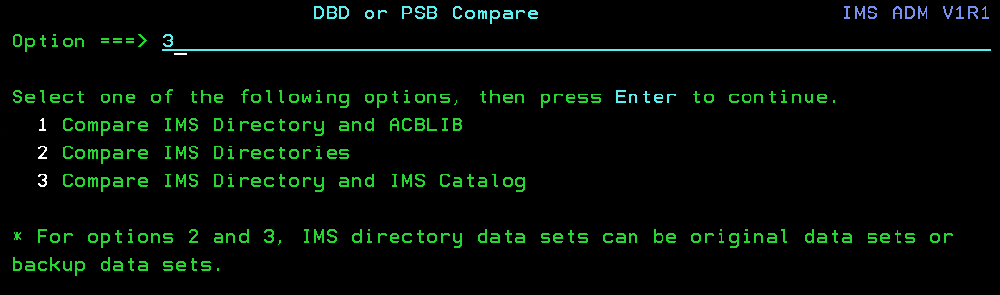 DBD or PSB Compare IMS ADM V1R1
Option ===> 3_
Select one of the following options, then press Enter to continue.
1 Compare IMS Directory and ACBLIB
2 Compare IMS Directories
3 Compare IMS Directory and IMS Catalog
* For options 2 and 3, IMS directory data sets can be original data sets or
backup data sets.